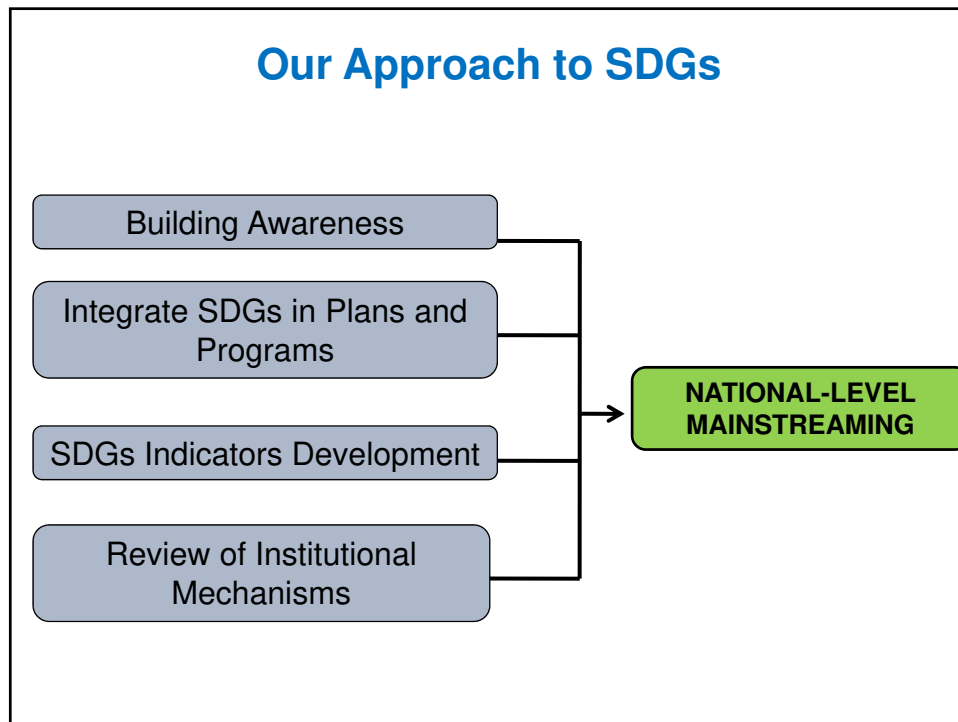 Our Approach to SDGs
Building Awareness
Integrate SDGs in Plans and
Programs
SDGs Indicators Development
Review of Institutional
Mechanisms
NATIONAL-LEVEL
MAINSTREAMING